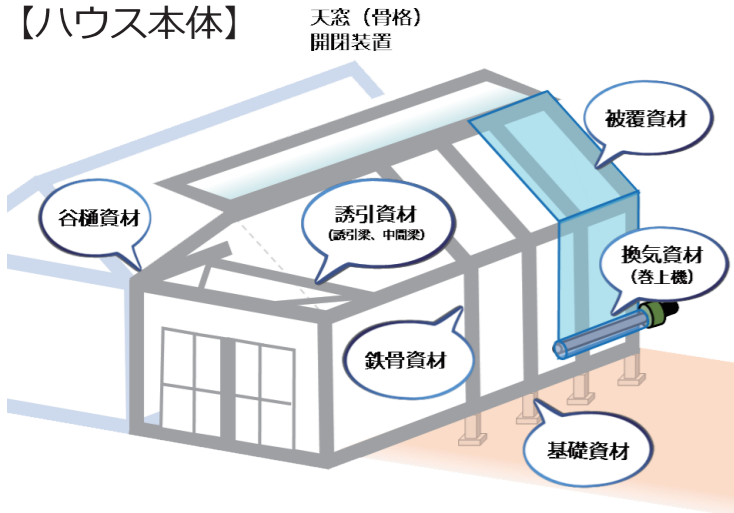 【ハウス本体】
天窓（骨格）
開閉装置
被覆資材
谷樋資材
誘引資材
（誘引梁、中間梁）
換気資材
（巻上機）
鉄骨資材
基礎資材